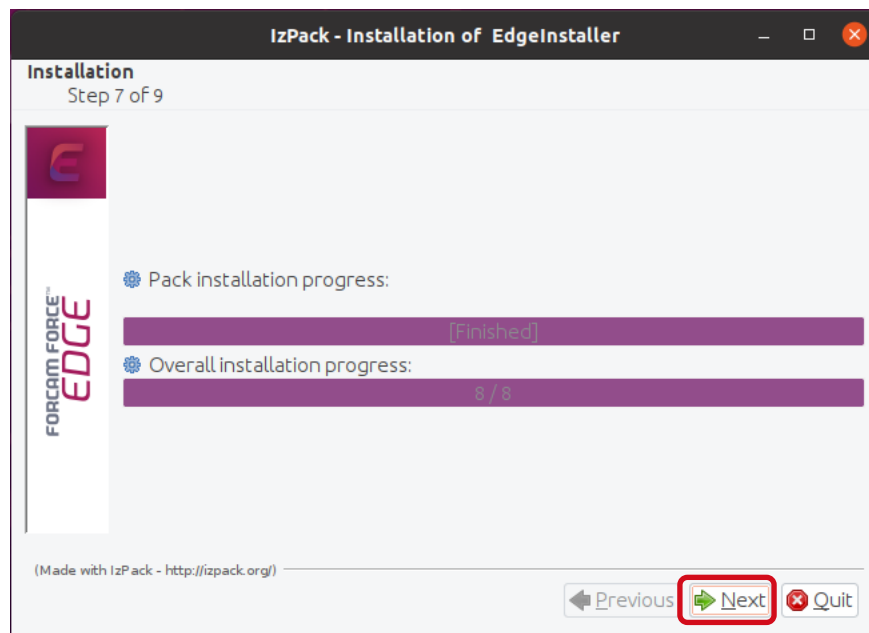 IzPack - Installation of EdgeInstaller
Installation
Step 7 of 9
E
FORCAM FORCE™
EDGE
Pack installation progress:
[Finished]
Overall installation progress:
8 / 8
(Made with IzPack - http://izpack.org/)
Previous
Next
Quit